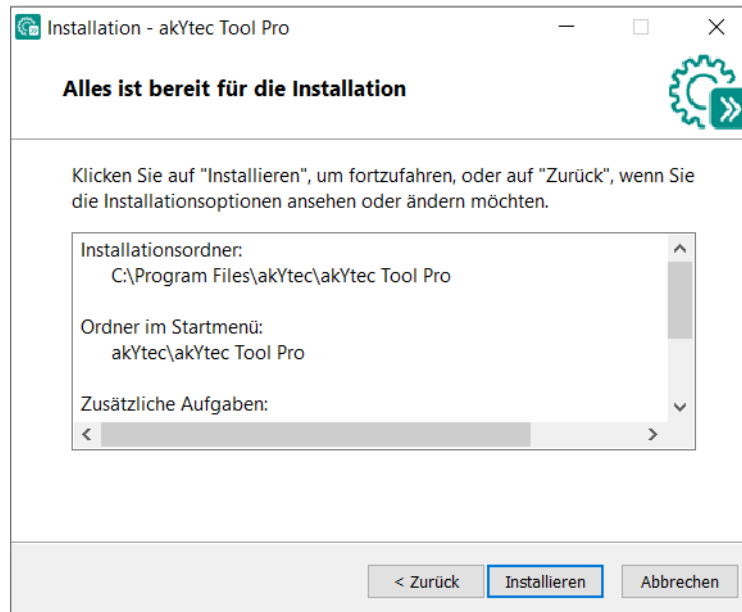 Installation - akYtec Tool Pro
Alles ist bereit für die Installation
Klicken Sie auf "Installieren", um fortzufahren, oder auf "Zurück", wenn Sie
die Installationsoptionen ansehen oder ändern möchten.
Installationsordner:
C:\Program Files\akYtec\akYtec Tool Pro
Ordner im Startmenü:
akYtec\akYtec Tool Pro
Zusätzliche Aufgaben:
< Zurück
Installieren
Abbrechen